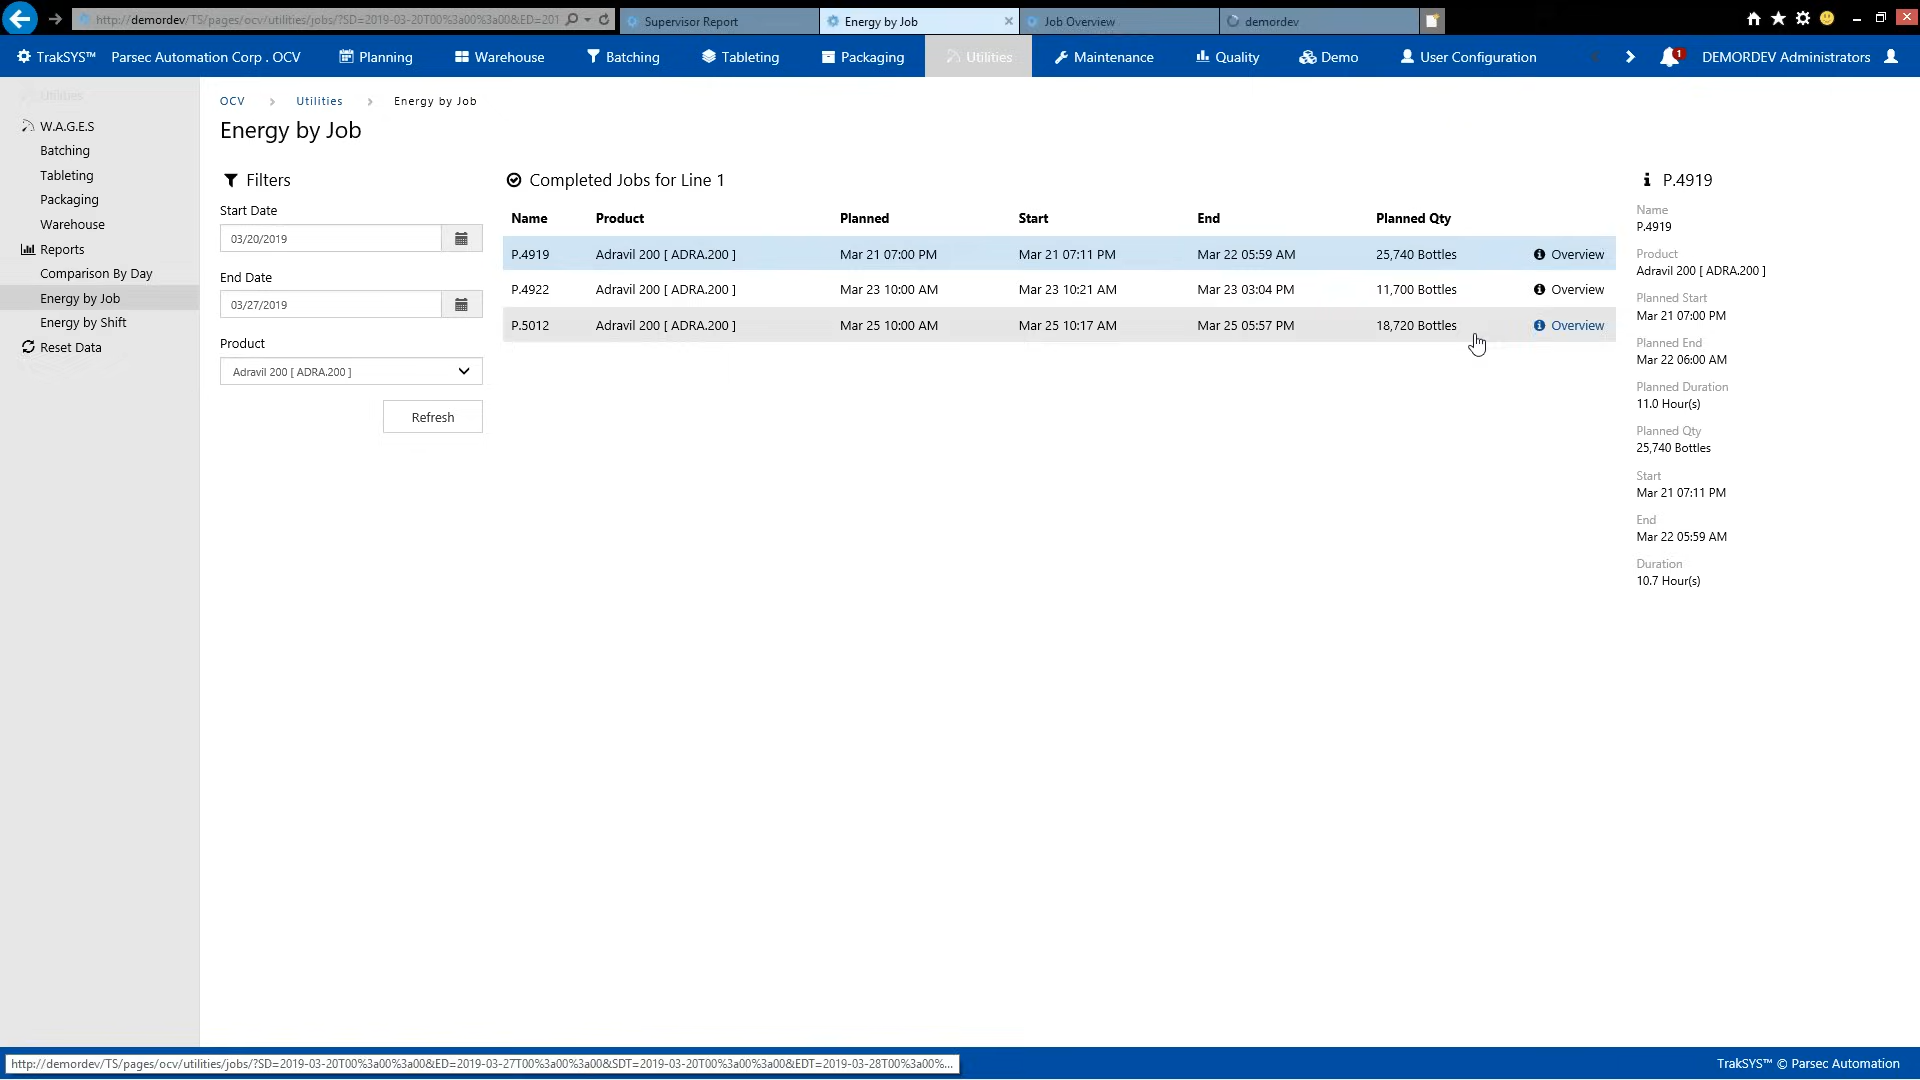 http://demordev/TS/pages/ocv/utilities/jobs/?SD=2019-03-20T00%3a00%3a00&ED=201
Supervisor Report
Energy by Job
Job Overview
demordev
TrakSYS™ Parsec Automation Corp . OCV Planning Warehouse Batching Tableting Packaging Utilities Maintenance Quality Demo User Configuration 1 DEMORDEV Administrators
Utilities
W.A.G.E.S
Batching
Tableting
Packaging
Warehouse
Reports
Comparison By Day
Energy by Job
Energy by Shift
Reset Data
OCV > Utilities > Energy by Job
Energy by Job
Filters
Start Date
03/20/2019
End Date
03/27/2019
Product
Adravil 200 [ ADRA.200 ]
Refresh
Completed Jobs for Line 1
Name Product Planned Start End Planned Qty
P.4919 Adravil 200 [ ADRA.200 ] Mar 21 07:00 PM Mar 21 07:11 PM Mar 22 05:59 AM 25,740 Bottles Overview
P.4922 Adravil 200 [ ADRA.200 ] Mar 23 10:00 AM Mar 23 10:21 AM Mar 23 03:04 PM 11,700 Bottles Overview
P.5012 Adravil 200 [ ADRA.200 ] Mar 25 10:00 AM Mar 25 10:17 AM Mar 25 05:57 PM 18,720 Bottles Overview
P.4919
Name
P.4919
Product
Adravil 200 [ ADRA.200 ]
Planned Start
Mar 21 07:00 PM
Planned End
Mar 22 06:00 AM
Planned Duration
11.0 Hour(s)
Planned Qty
25,740 Bottles
Start
Mar 21 07:11 PM
End
Mar 22 05:59 AM
Duration
10.7 Hour(s)
http://demordev/TS/pages/ocv/utilities/jobs/?SD=2019-03-20T00%3a00%3a00&ED=2019-03-27T00%3a00%3a00&SDT=2019-03-20T00%3a00%3a00&EDT=2019-03-28T00%3a00%...
TrakSYS™ © Parsec Automation